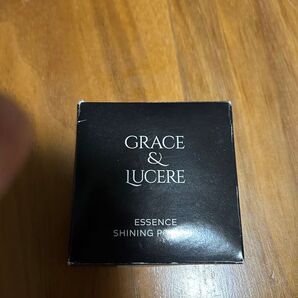 GRACE
&
LUCERE
ESSENCE
SHINING